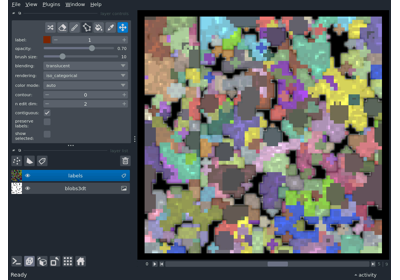 File View Plugins Window Help
label: 1
opacity: 0.70
brush size: 10
blending: translucent
rendering: iso_categorical
color mode: auto
contour: 0
n edit dim: 2
contiguous:
preserve
labels:
show
selected:
labels
blobs3dt
Ready
activity